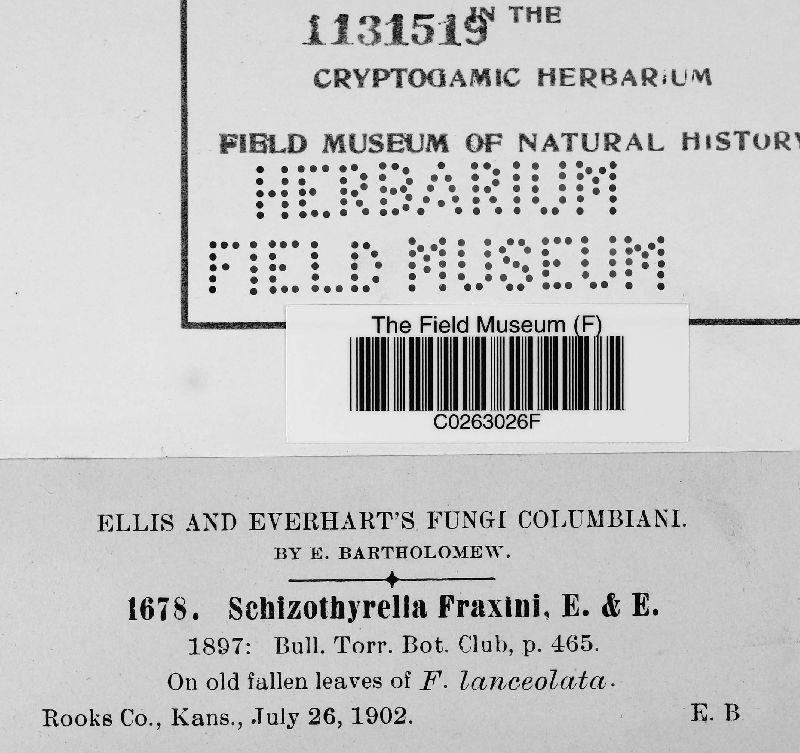 1131519 IN THE
CRYPTOGAMIC HERBARIUM
FIELD MUSEUM OF NATURAL HISTORY
HERBARIUM
FIELD MUSEUM
The Field Museum (F)
C0263026F
ELLIS AND EVERHART'S FUNGI COLUMBIANI.
BY E. BARTHOLOMEW.
1678. Schizothyrella Fraxini, E. & E.
1897: Bull. Torr. Bot. Club, p. 465.
On old fallen leaves of F. lanceolata.
Rooks Co., Kans., July 26, 1902. E. B